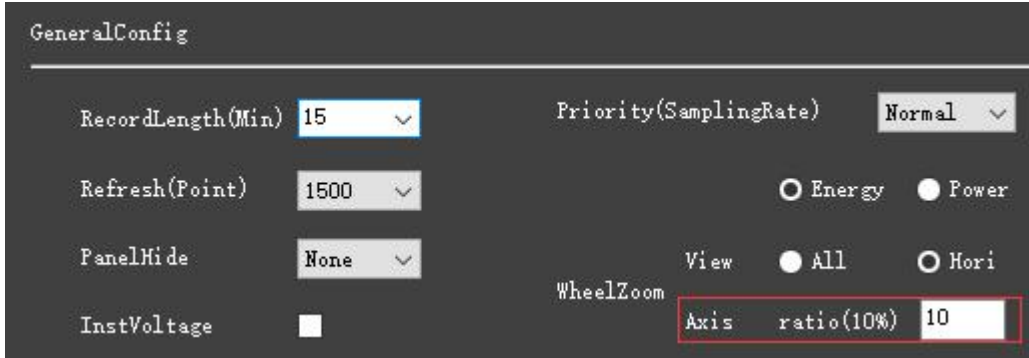 GeneralConfig
RecordLength(Min) 15 Priority(SamplingRate) Normal
Refresh(Point) 1500 Energy Power
PanelHide None View All Hori
WheelZoom
InstVoltage Axis ratio(10%) 10